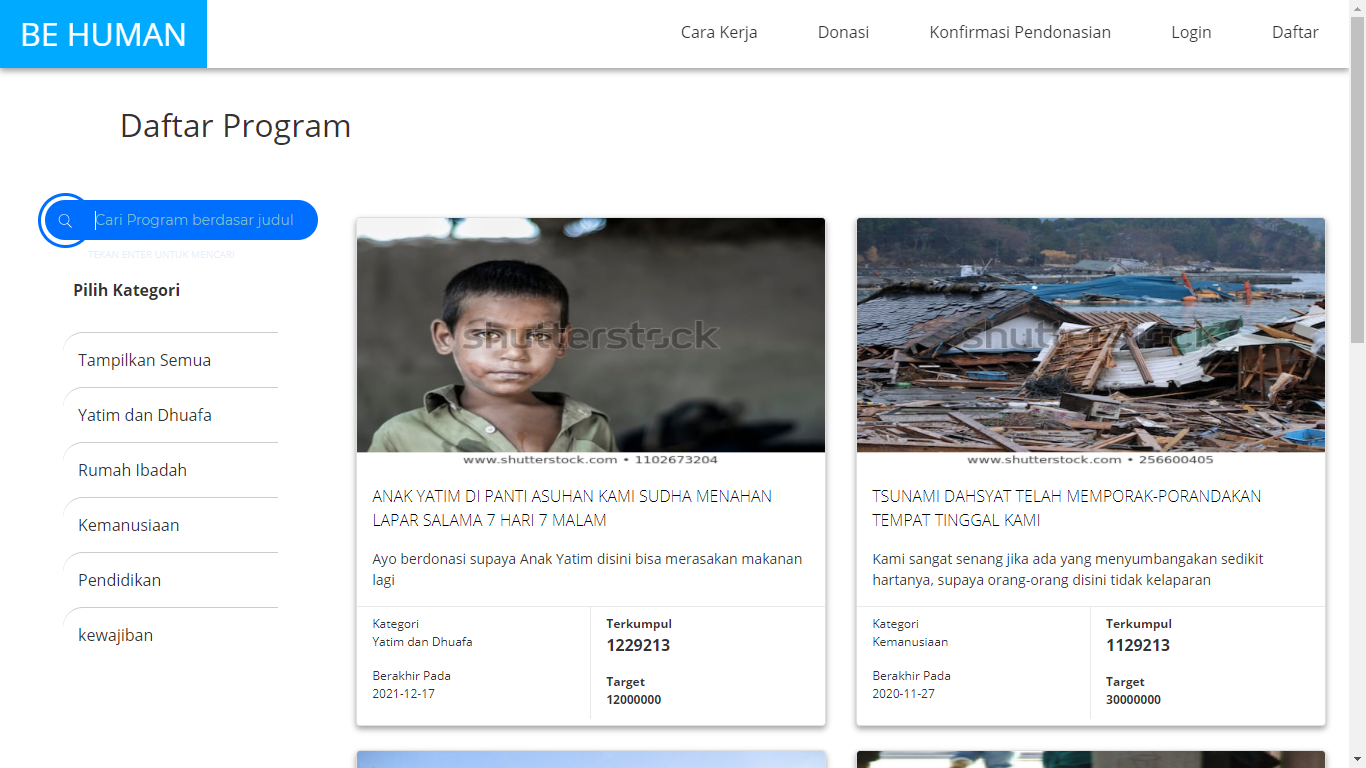 BE HUMAN
Cara Kerja
Donasi
Konfirmasi Pendonasian
Login
Daftar
Daftar Program
Cari Program berdasar judul
TEKAN ENTER UNTUK MENCARI
Pilih Kategori
Tampilkan Semua
Yatim dan Dhuafa
Rumah Ibadah
Kemanusiaan
Pendidikan
kewajiban
shutterstock
www.shutterstock.com • 1102673204
ANAK YATIM DI PANTI ASUHAN KAMI SUDHA MENAHAN
LAPAR SALAMA 7 HARI 7 MALAM
Ayo berdonasi supaya Anak Yatim disini bisa merasakan makanan
lagi
Kategori
Yatim dan Dhuafa
Berakhir Pada
2021-12-17
Terkumpul
1229213
Target
12000000
shutterstock
www.shutterstock.com • 256600405
TSUNAMI DAHSYAT TELAH MEMPORAK-PORANDAKAN
TEMPAT TINGGAL KAMI
Kami sangat senang jika ada yang menyumbangakan sedikit
hartanya, supaya orang-orang disini tidak kelaparan
Kategori
Kemanusiaan
Berakhir Pada
2020-11-27
Terkumpul
1129213
Target
30000000